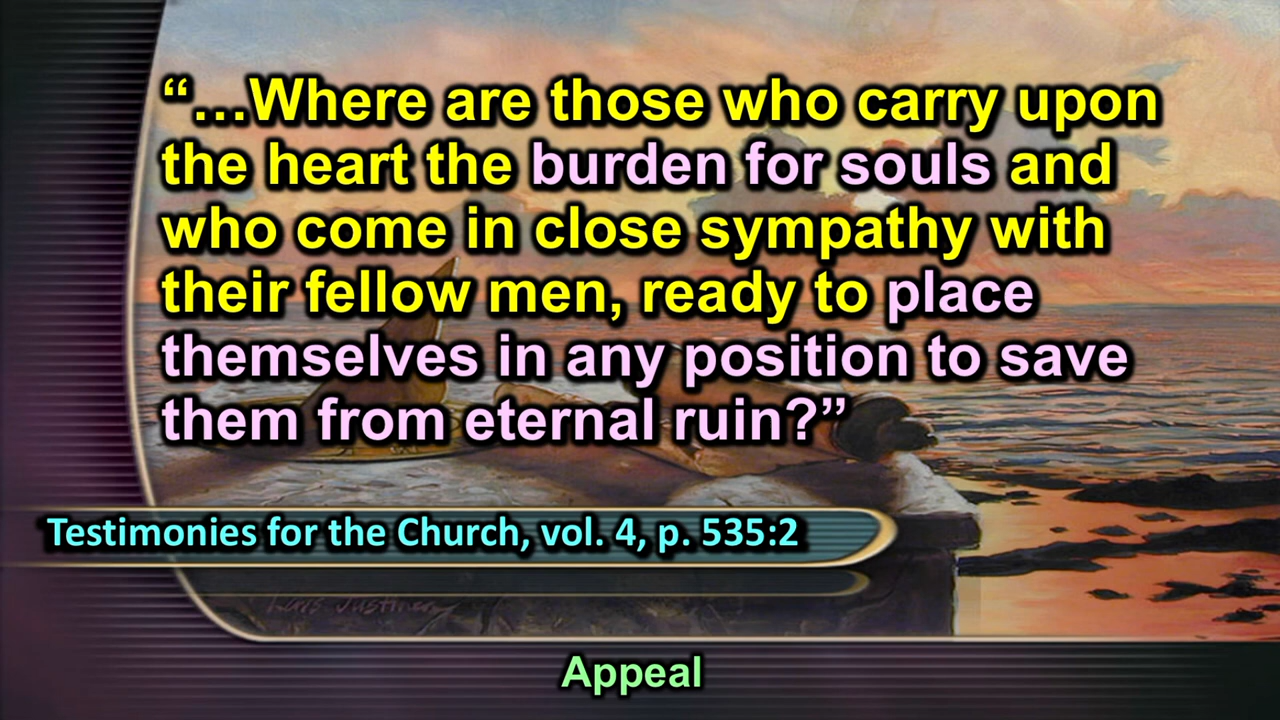 “...Where are those who carry upon
the heart the burden for souls and
who come in close sympathy with
their fellow men, ready to place
themselves in any position to save
them from eternal ruin?”
Testimonies for the Church, vol. 4, p. 535:2
Lars Justinen
Appeal